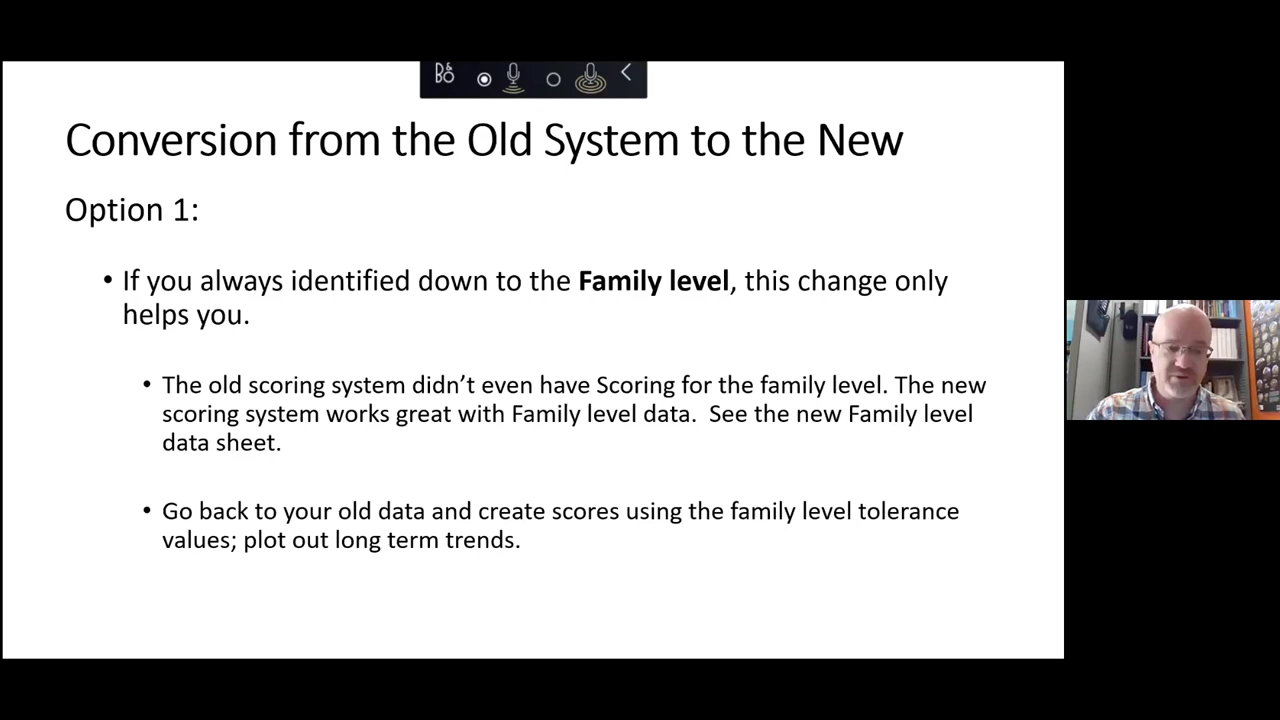 B&O
Conversion from the Old System to the New
Option 1:
• If you always identified down to the Family level, this change only
helps you.
• The old scoring system didn’t even have Scoring for the family level. The new
scoring system works great with Family level data.  See the new Family level
data sheet.
• Go back to your old data and create scores using the family level tolerance
values; plot out long term trends.